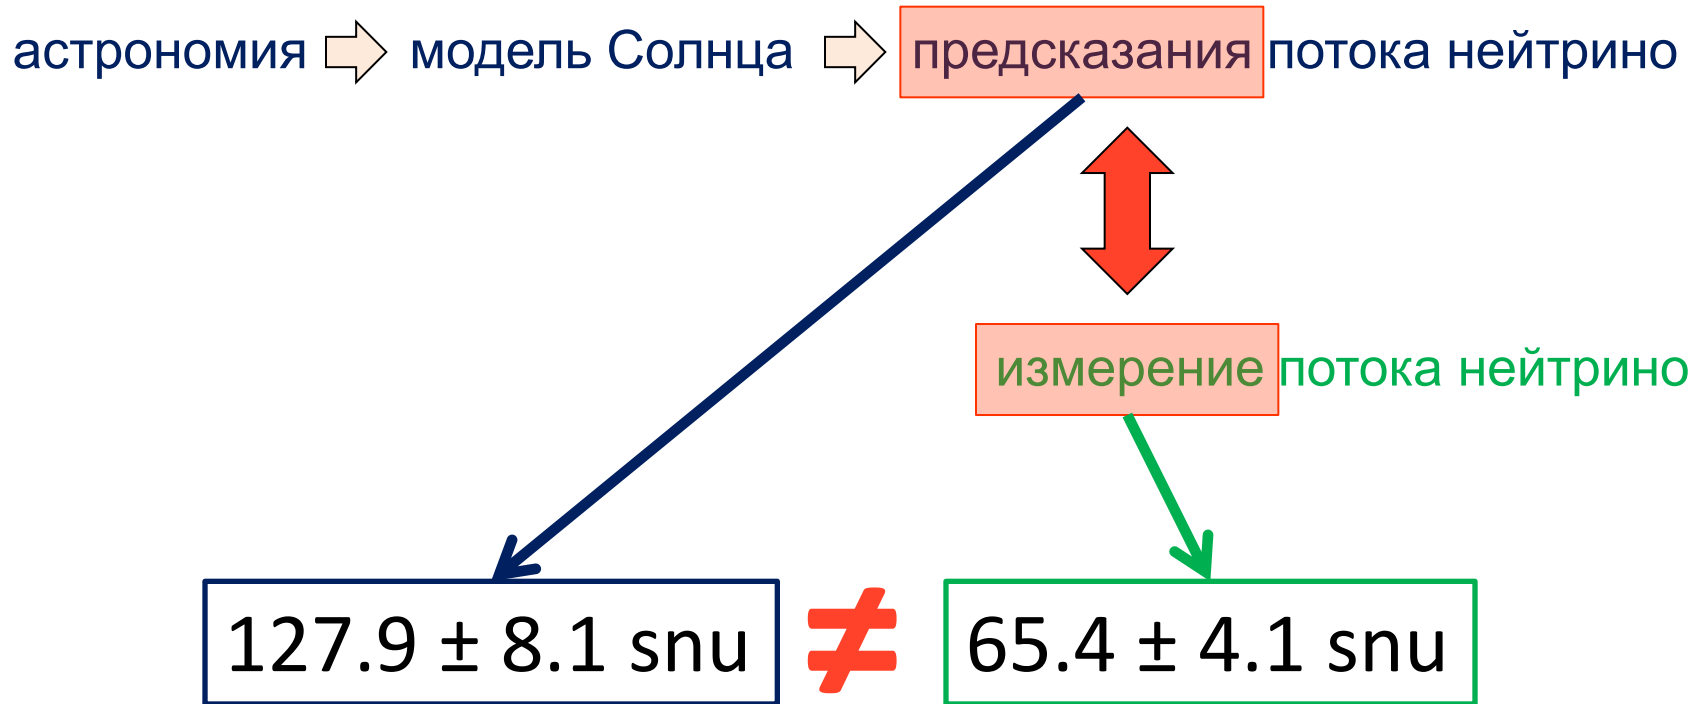 астрономия модель Солнца предсказания потока нейтрино
измерение потока нейтрино
127.9 ± 8.1 snu ≠ 65.4 ± 4.1 snu